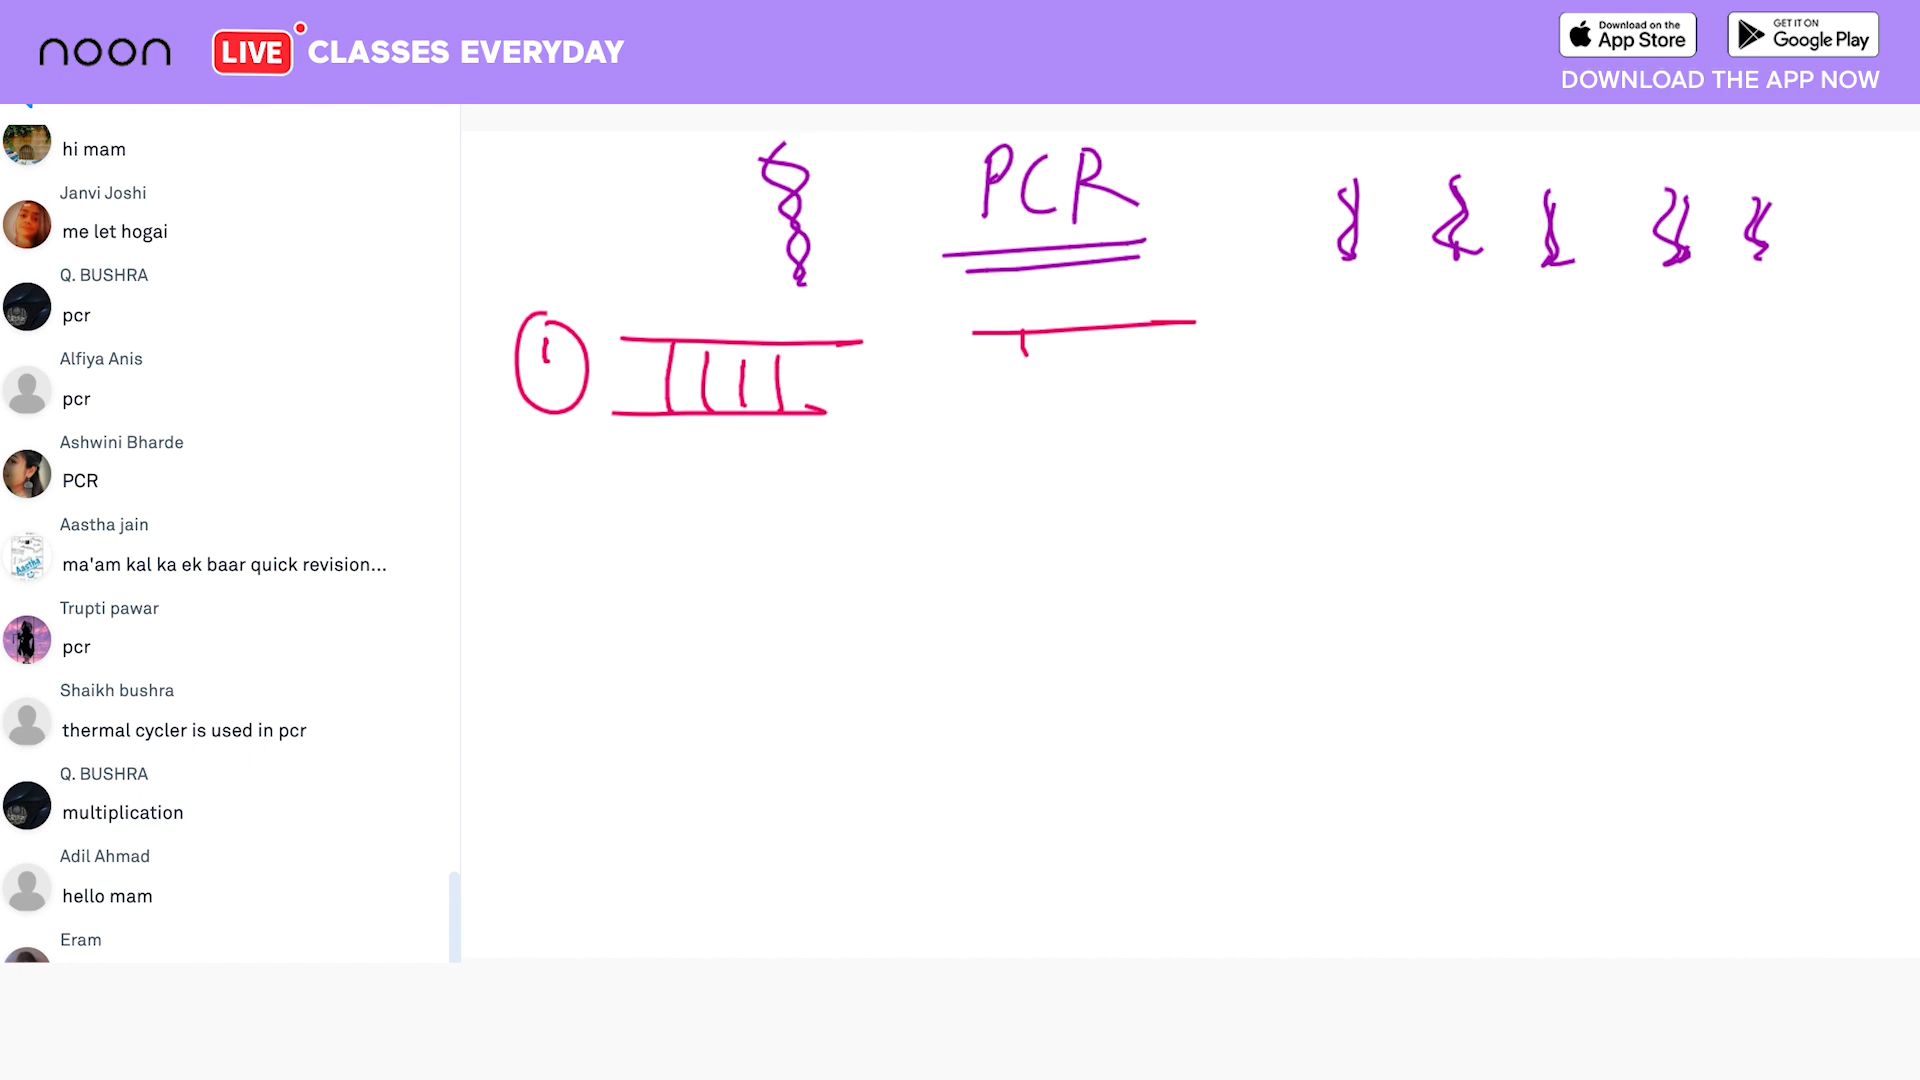 noon LIVE CLASSES EVERYDAY
Download on the
App Store
GET IT ON
Google Play
DOWNLOAD THE APP NOW
hi mam
Janvi Joshi
me let hogai
Q. BUSHRA
pcr
Alfiya Anis
pcr
Ashwini Bharde
PCR
Aastha jain
ma'am kal ka ek baar quick revision...
Trupti pawar
pcr
Shaikh bushra
thermal cycler is used in pcr
Q. BUSHRA
multiplication
Adil Ahmad
hello mam
Eram
PCR
1